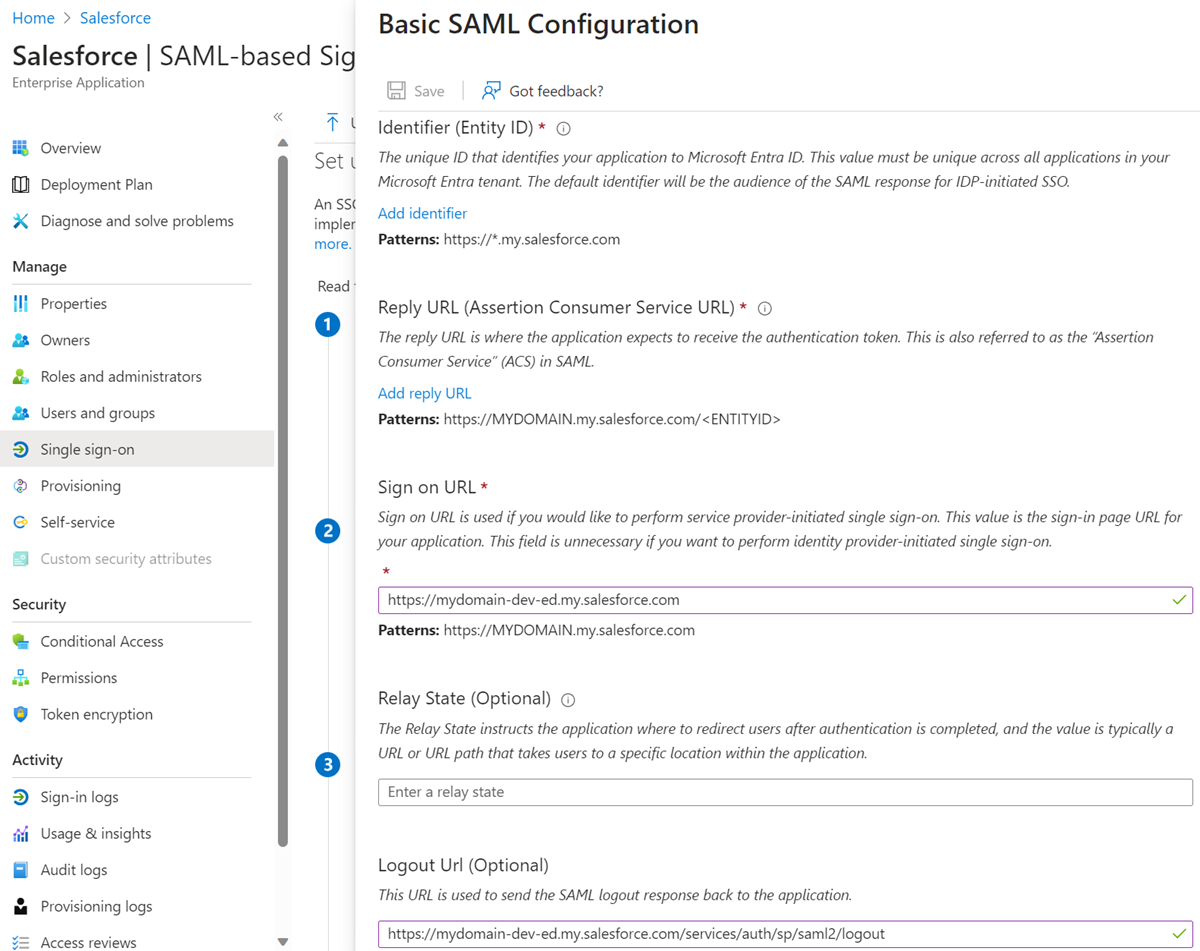 Home > Salesforce
Salesforce | SAML-based Sig
Enterprise Application
«
Overview
Deployment Plan
Diagnose and solve problems
Manage
Properties
Owners
Roles and administrators
Users and groups
Single sign-on
Provisioning
Self-service
Custom security attributes
Security
Conditional Access
Permissions
Token encryption
Activity
Sign-in logs
Usage & insights
Audit logs
Provisioning logs
Access reviews
Set u
An SSO
implem
more.
Read
1
2
3
Basic SAML Configuration
Save | Got feedback?
Identifier (Entity ID) *
The unique ID that identifies your application to Microsoft Entra ID. This value must be unique across all applications in your
Microsoft Entra tenant. The default identifier will be the audience of the SAML response for IDP-initiated SSO.
Add identifier
Patterns: https://*.my.salesforce.com
Reply URL (Assertion Consumer Service URL) *
The reply URL is where the application expects to receive the authentication token. This is also referred to as the “Assertion
Consumer Service” (ACS) in SAML.
Add reply URL
Patterns: https://MYDOMAIN.my.salesforce.com/<ENTITYID>
Sign on URL *
Sign on URL is used if you would like to perform service provider-initiated single sign-on. This value is the sign-in page URL for
your application. This field is unnecessary if you want to perform identity provider-initiated single sign-on.
*
https://mydomain-dev-ed.my.salesforce.com
Patterns: https://MYDOMAIN.my.salesforce.com
Relay State (Optional)
The Relay State instructs the application where to redirect users after authentication is completed, and the value is typically a
URL or URL path that takes users to a specific location within the application.
Enter a relay state
Logout Url (Optional)
This URL is used to send the SAML logout response back to the application.
https://mydomain-dev-ed.my.salesforce.com/services/auth/sp/saml2/logout